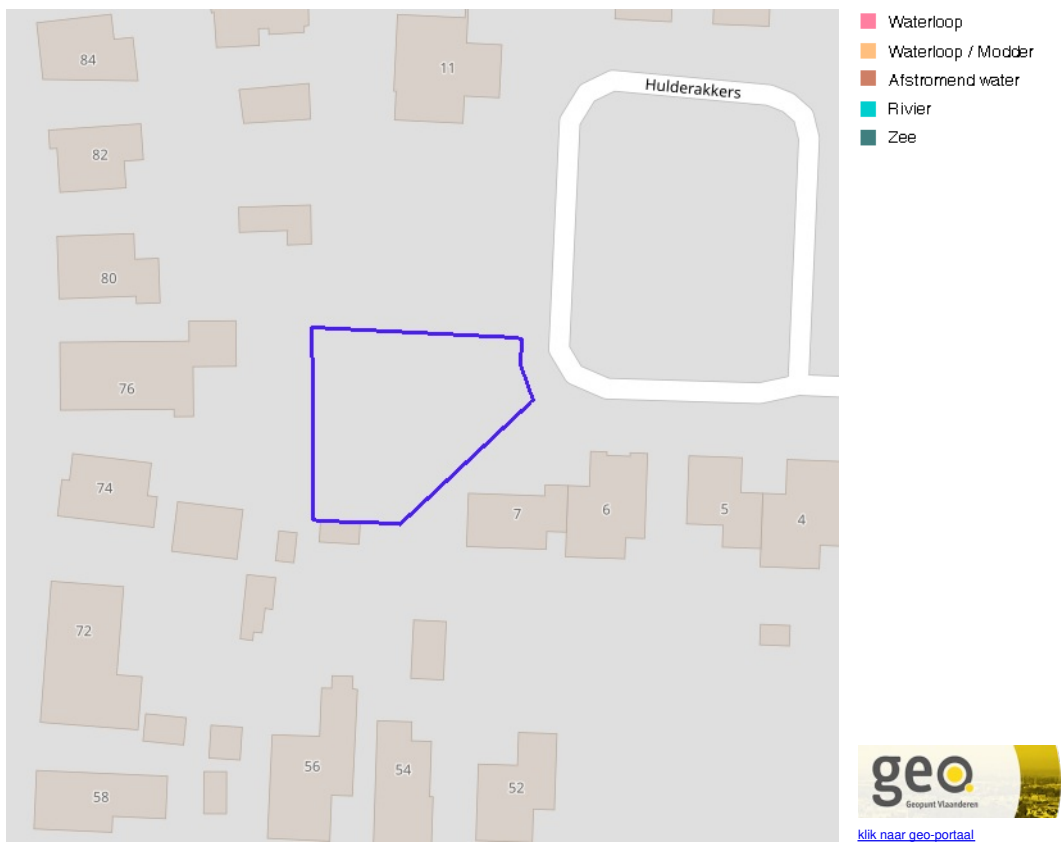 84
11
Hulderakkers
82
80
76
74
7
6
5
4
72
56
54
52
58
Waterloop
Waterloop / Modder
Afstromend water
Rivier
Zee
geo
Geopunt Vlaanderen
klik naar geo-portaal